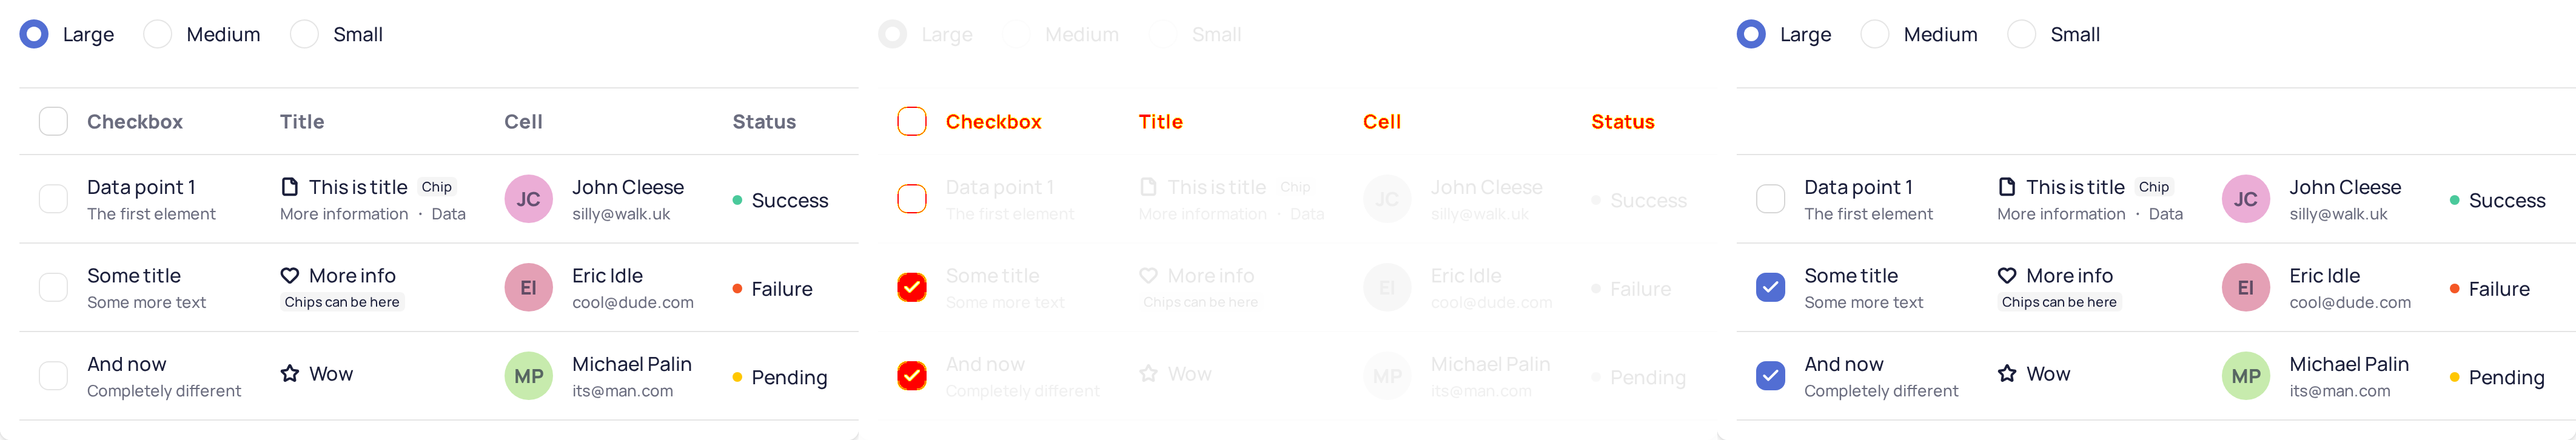 Large Medium Small
Checkbox Title Cell Status
Data point 1 This is title Chip John Cleese Success
The first element More information · Data JC silly@walk.uk
Some title More info Eric Idle Failure
Some more text Chips can be here EI cool@dude.com
And now Wow Michael Palin Pending
Completely different MP its@man.com
Large Medium Small
Checkbox Title Cell Status
Data point 1 This is title Chip John Cleese Success
The first element More information · Data JC silly@walk.uk
Some title More info Eric Idle Failure
Some more text Chips can be here EI cool@dude.com
And now Wow Michael Palin Pending
Completely different MP its@man.com
Large Medium Small
Data point 1 This is title Chip John Cleese Success
The first element More information · Data JC silly@walk.uk
Some title More info Eric Idle Failure
Some more text Chips can be here EI cool@dude.com
And now Wow Michael Palin Pending
Completely different MP its@man.com